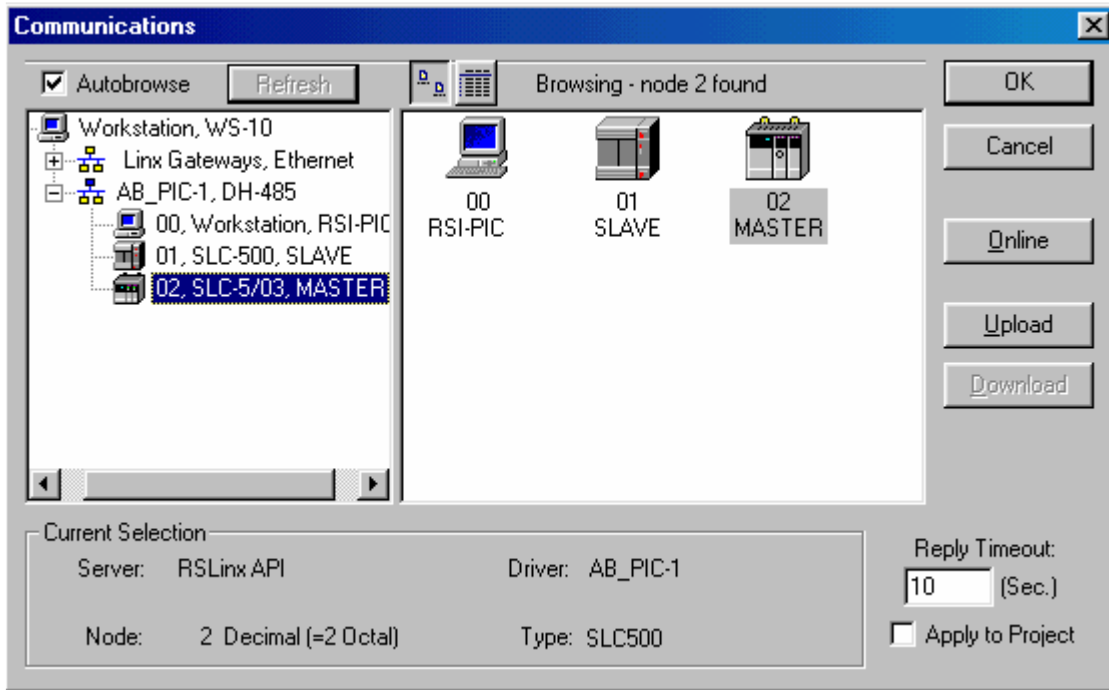 Communications
Autobrowse
Refresh
Browsing - node 2 found
OK
Cancel
Online
Upload
Download
Workstation, WS-10
Linx Gateways, Ethernet
AB_PIC-1, DH-485
00, Workstation, RSI-PIC
01, SLC-500, SLAVE
02, SLC-5/03, MASTER
00
RSI-PIC
01
SLAVE
02
MASTER
Current Selection
Server: RSLinx API Driver: AB_PIC-1
Node: 2 Decimal (=2 Octal) Type: SLC500
Reply Timeout:
10 (Sec.)
Apply to Project